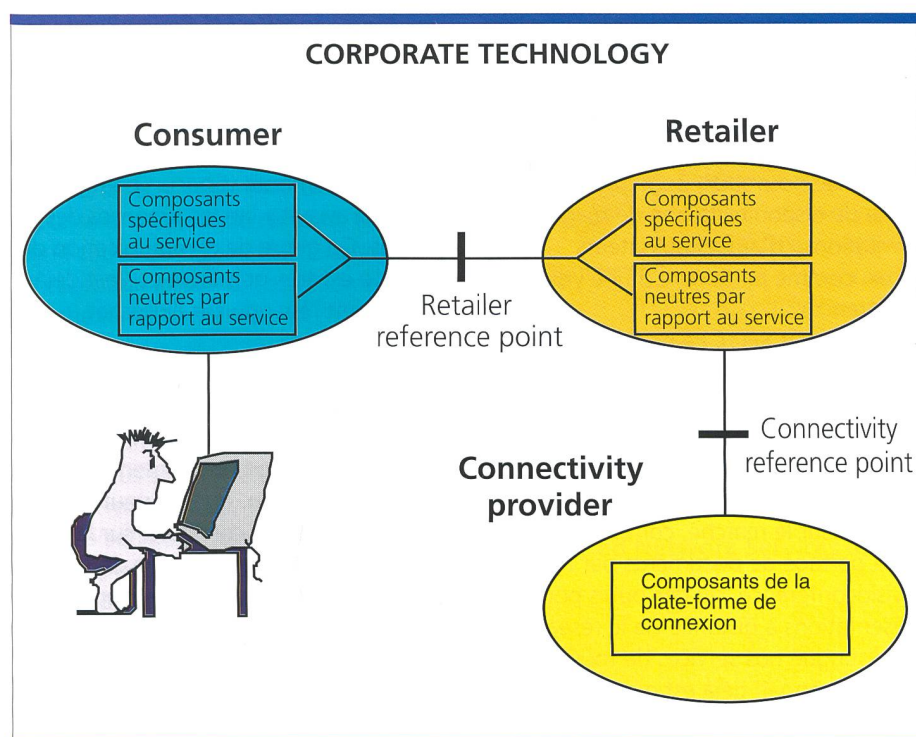 CORPORATE TECHNOLOGY
Consumer
Retailer
Composants
spécifiques
au service
Composants
neutres par
rapport au service
Composants
spécifiques
au service
Composants
neutres par
rapport au service
Retailer
reference point
Connectivity
reference point
Connectivity
provider
Composants de la
plate-forme de
connexion